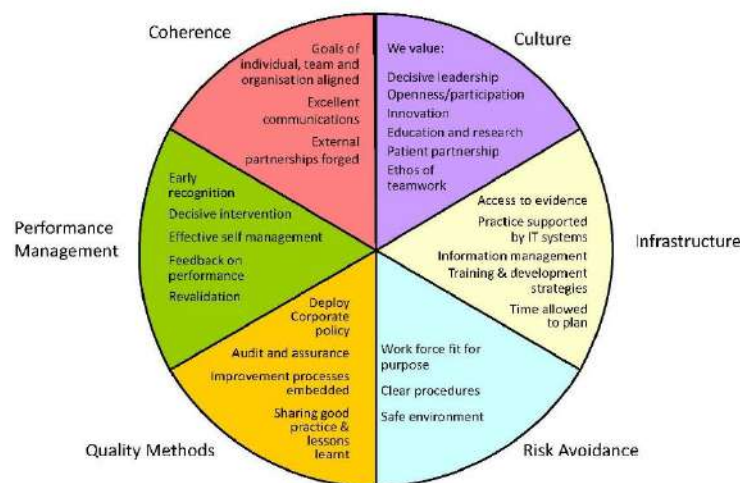 Coherence
Goals of
individual, team and
organisation aligned
Excellent
communications
External
partnerships forged
Culture
We value:
Decisive leadership
Openness/participation
Innovation
Education and research
Patient partnership
Ethos of
teamwork
Infrastructure
Access to evidence
Practice supported
by IT systems
Information management
Training & development
strategies
Time allowed
to plan
Risk Avoidance
Work force fit for
purpose
Clear procedures
Safe environment
Quality Methods
Deploy
Corporate
policy
Audit and assurance
Improvement processes
embedded
Sharing good
practice &
lessons
learnt
Performance
Management
Early
recognition
Decisive intervention
Effective self management
Feedback on
performance
Revalidation